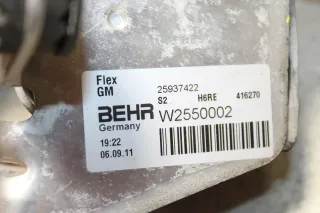 Flex
GM
25937422
S2 H6RE 416270
BEHR W2550002
Germany
19:22
06.09.11